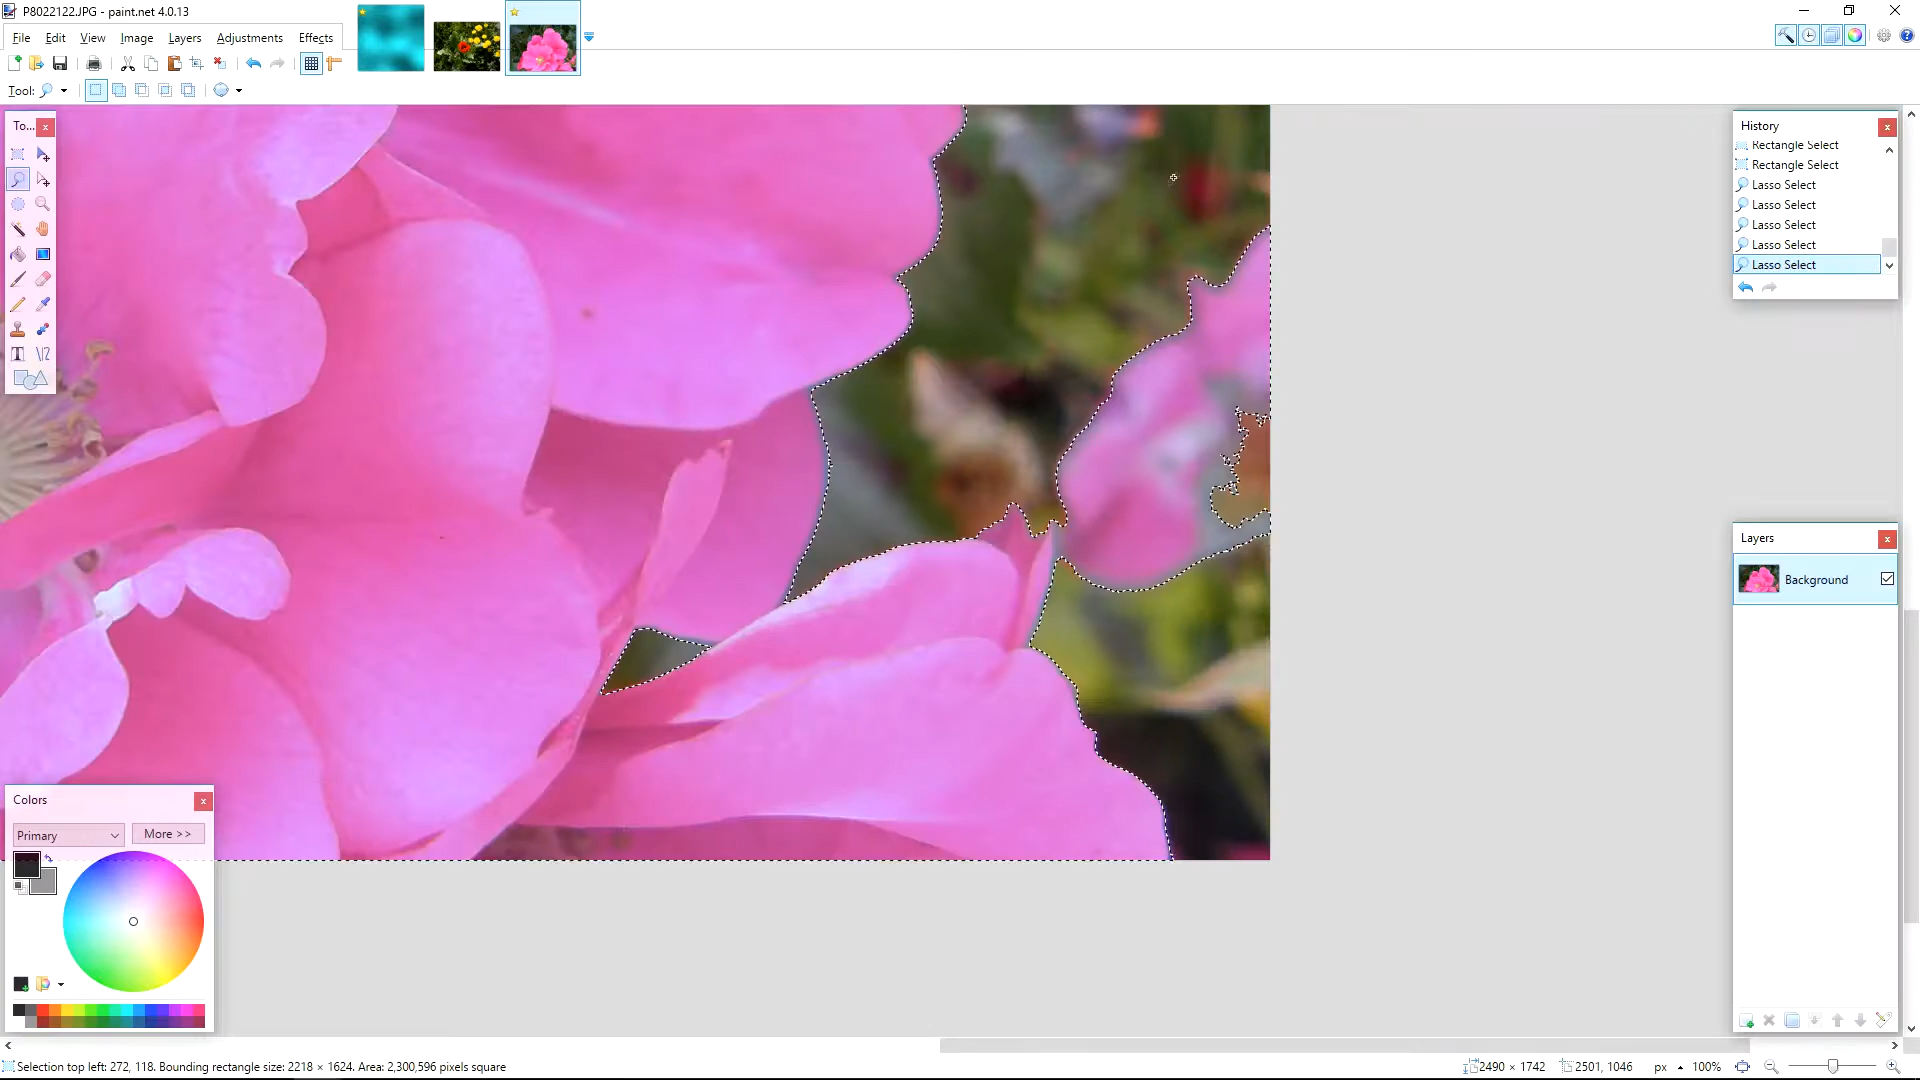 P8022122.JPG - paint.net 4.0.13
File Edit View Image Layers Adjustments Effects
Tool:
To...
History
Rectangle Select
Rectangle Select
Lasso Select
Lasso Select
Lasso Select
Lasso Select
Lasso Select
Layers
Background
Colors
Primary
More >>
Selection top left: 272, 118. Bounding rectangle size: 2218 × 1624. Area: 2,300,596 pixels square
2490 × 1742
2501, 1046
px
100%